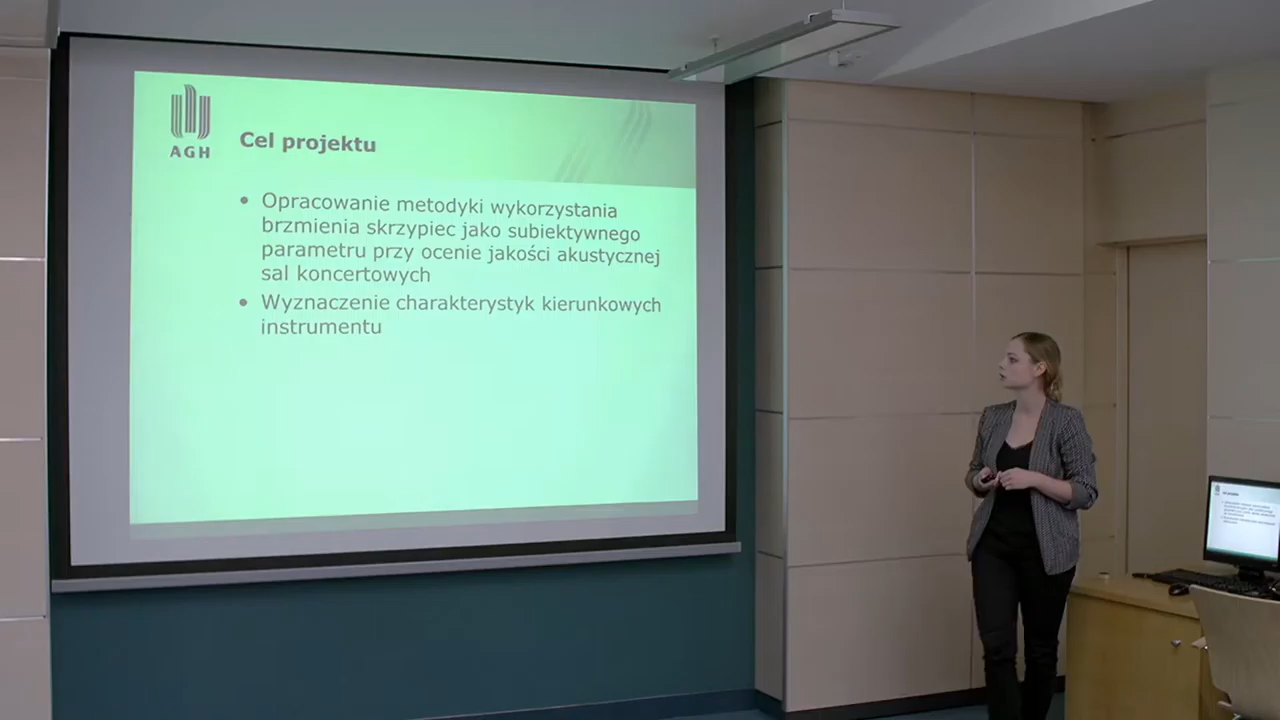 AGH
Cel projektu
• Opracowanie metodyki wykorzystania
brzmienia skrzypiec jako subiektywnego
parametru przy ocenie jakości akustycznej
sal koncertowych
• Wyznaczenie charakterystyk kierunkowych
instrumentu